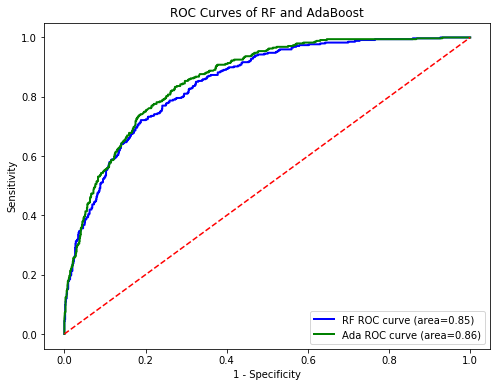 ROC Curves of RF and AdaBoost
Sensitivity
1.0
0.8
0.6
0.4
0.2
0.0
0.0 0.2 0.4 0.6 0.8 1.0
1 - Specificity
RF ROC curve (area=0.85)
Ada ROC curve (area=0.86)